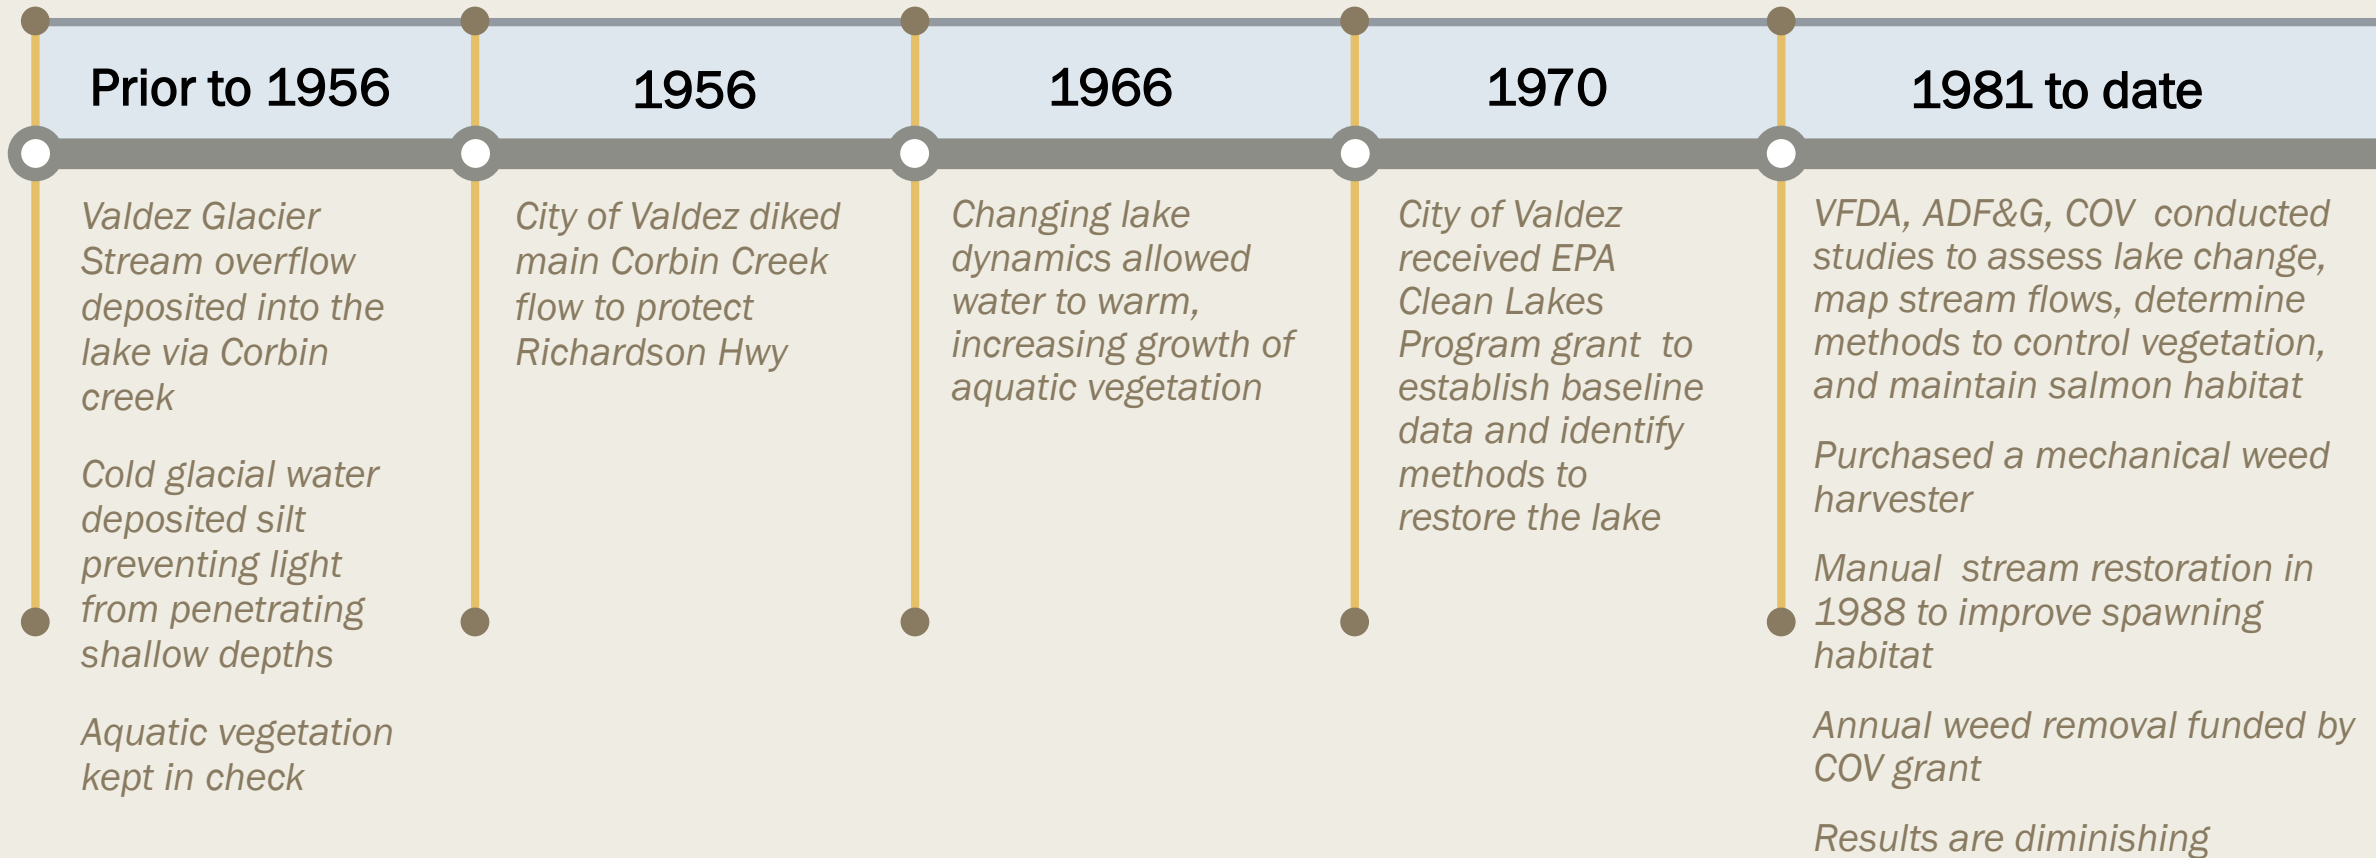 Prior to 1956
Valdez Glacier
Stream overflow
deposited into the
lake via Corbin
creek
Cold glacial water
deposited silt
preventing light
from penetrating
shallow depths
Aquatic vegetation
kept in check
1956
City of Valdez diked
main Corbin Creek
flow to protect
Richardson Hwy
1966
Changing lake
dynamics allowed
water to warm,
increasing growth of
aquatic vegetation
1970
City of Valdez
received EPA
Clean Lakes
Program grant  to
establish baseline
data and identify
methods to
restore the lake
1981 to date
VFDA, ADF&G, COV  conducted
studies to assess lake change,
map stream flows, determine
methods to control vegetation,
and maintain salmon habitat
Purchased a mechanical weed
harvester
Manual  stream restoration in
1988 to improve spawning
habitat
Annual weed removal funded by
COV grant
Results are diminishing